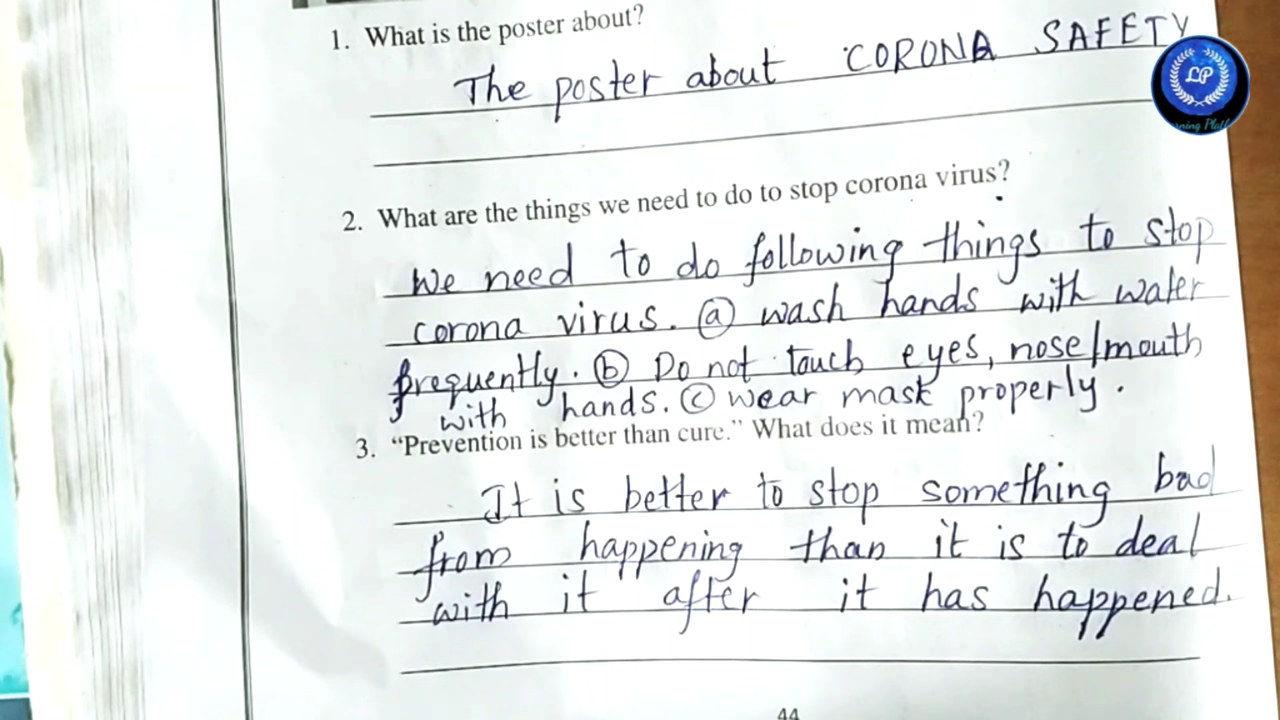 1. What is the poster about?
The poster about CORONA SAFETY
LP
2. What are the things we need to do to stop corona virus?
We need to do following things to stop
corona virus. ⓐ wash hands with water
frequently. ⓑ Do not touch eyes, nose/mouth
with hands. ⓒ wear mask properly.
3. “Prevention is better than cure.” What does it mean?
It is better to stop something bad
from happening than it is to deal
with it after it has happened.
44